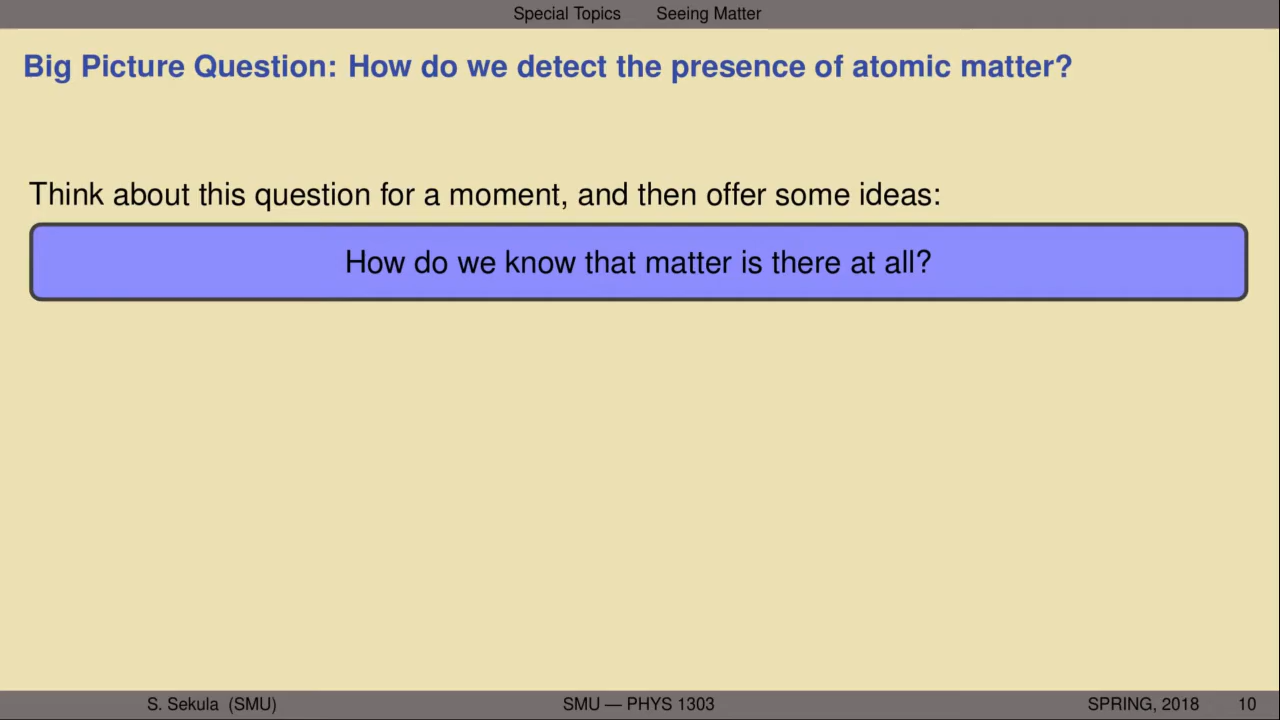 Special Topics Seeing Matter
Big Picture Question: How do we detect the presence of atomic matter?
Think about this question for a moment, and then offer some ideas:
How do we know that matter is there at all?
S. Sekula (SMU) SMU — PHYS 1303 SPRING, 2018 10